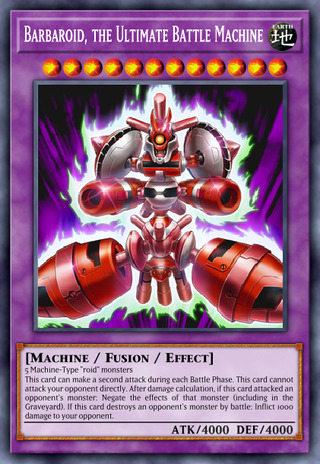 Barbaroid, the Ultimate Battle Machine
EARTH
地
[Machine / Fusion / Effect]
5 Machine-Type "roid" monsters
This card can make a second attack during each Battle Phase. This card cannot
attack your opponent directly. After damage calculation, if this card attacked an
opponent's monster: Negate the effects of that monster (including in the
Graveyard). If this card destroys an opponent's monster by battle: Inflict 1000
damage to your opponent.
ATK/4000 DEF/4000